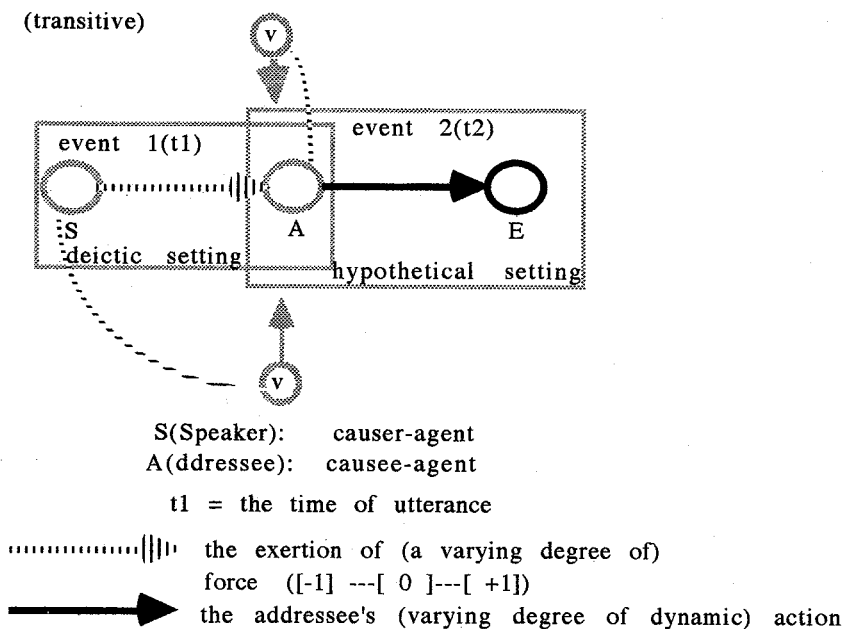 (transitive)
v
event 1(t1)
event 2(t2)
S
A
E
deictic setting
hypothetical setting
v
S(Speaker): causer-agent
A(ddressee): causee-agent
t1 = the time of utterance
the exertion of (a varying degree of)
force ([-1] ---[ 0 ]---[ +1])
the addressee's (varying degree of dynamic) action